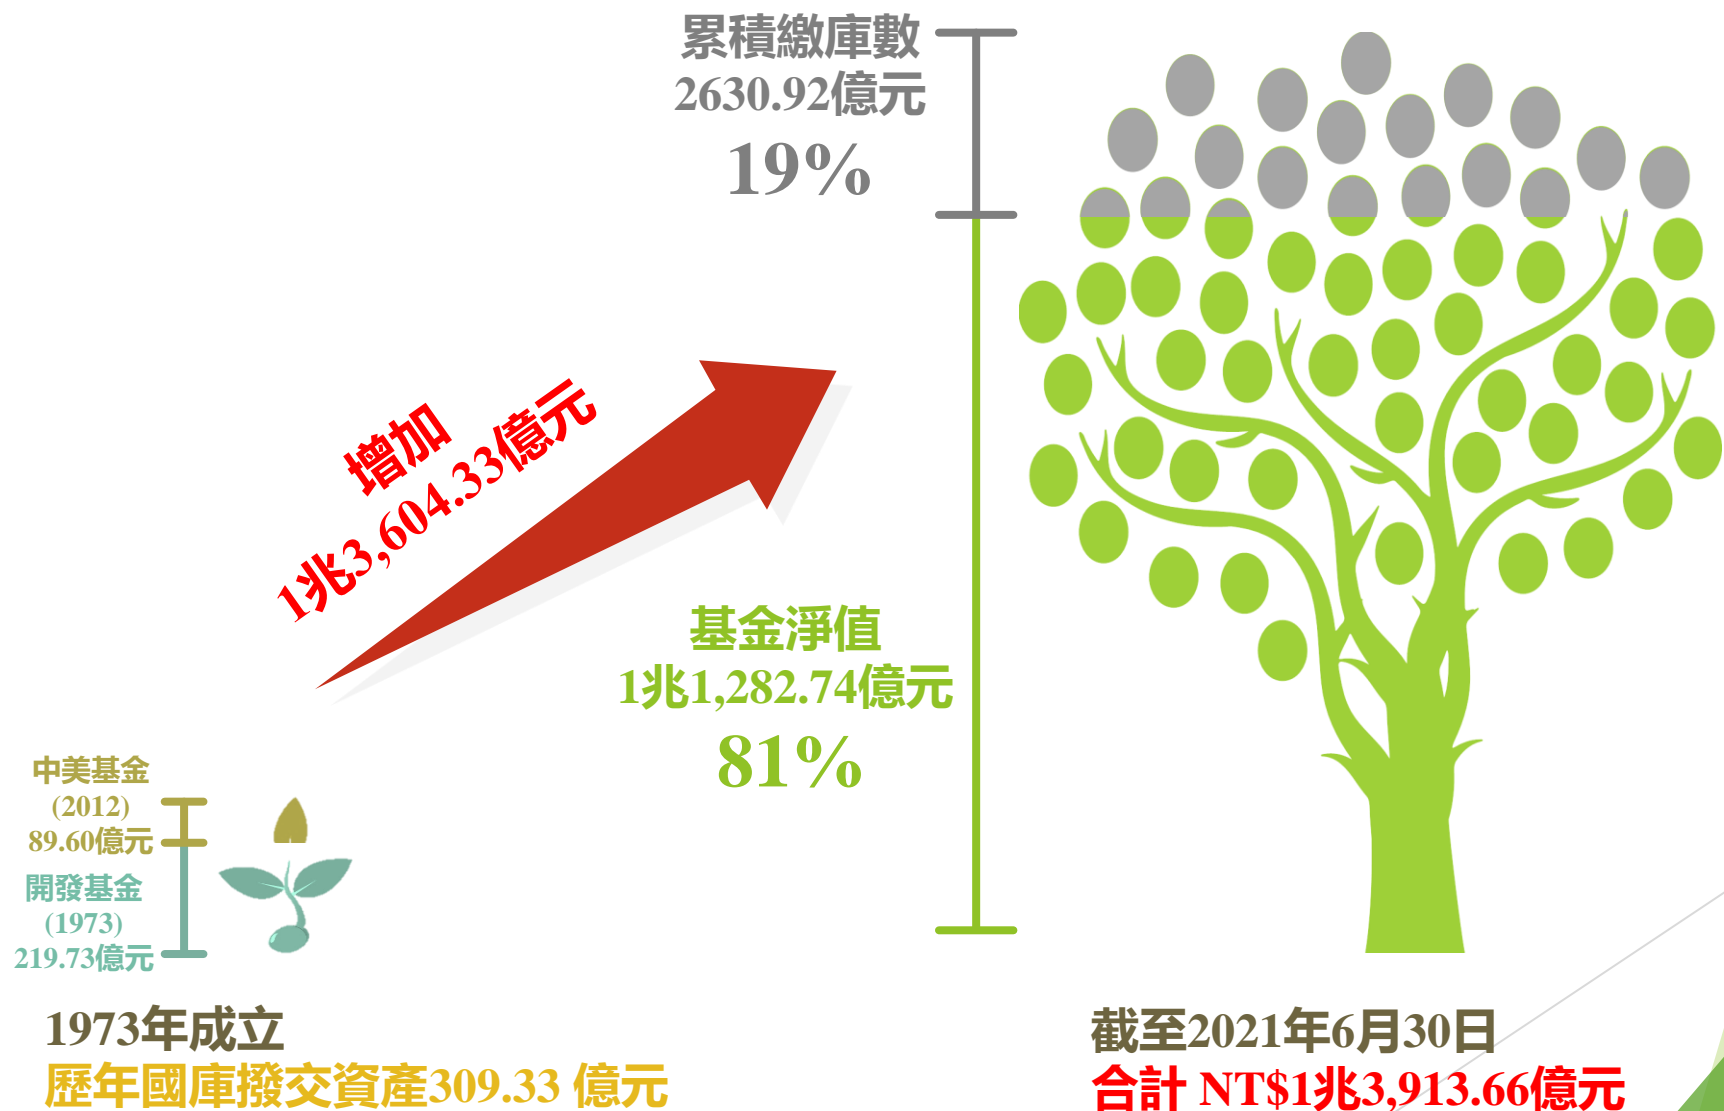 累積繳庫數
2630.92億元
19%
增加
1兆3,604.33億元
基金淨值
1兆1,282.74億元
81%
中美基金
(2012)
89.60億元
開發基金
(1973)
219.73億元
1973年成立
歷年國庫撥交資產309.33 億元
截至2021年6月30日
合計 NT$1兆3,913.66億元